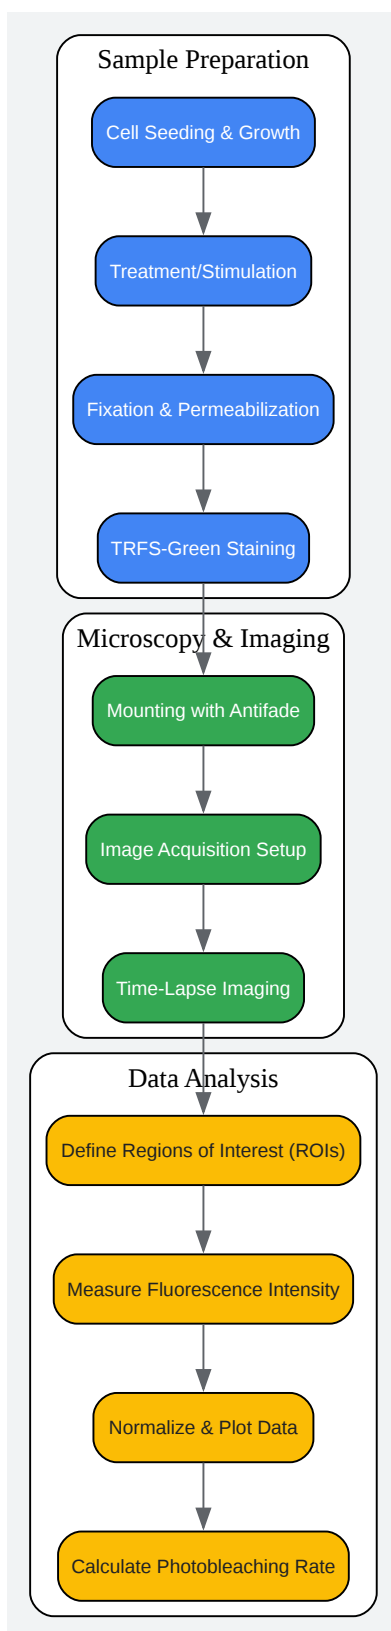 Sample Preparation
Cell Seeding & Growth
Treatment/Stimulation
Fixation & Permeabilization
TRFS-Green Staining
Microscopy & Imaging
Mounting with Antifade
Image Acquisition Setup
Time-Lapse Imaging
Data Analysis
Define Regions of Interest (ROIs)
Measure Fluorescence Intensity
Normalize & Plot Data
Calculate Photobleaching Rate